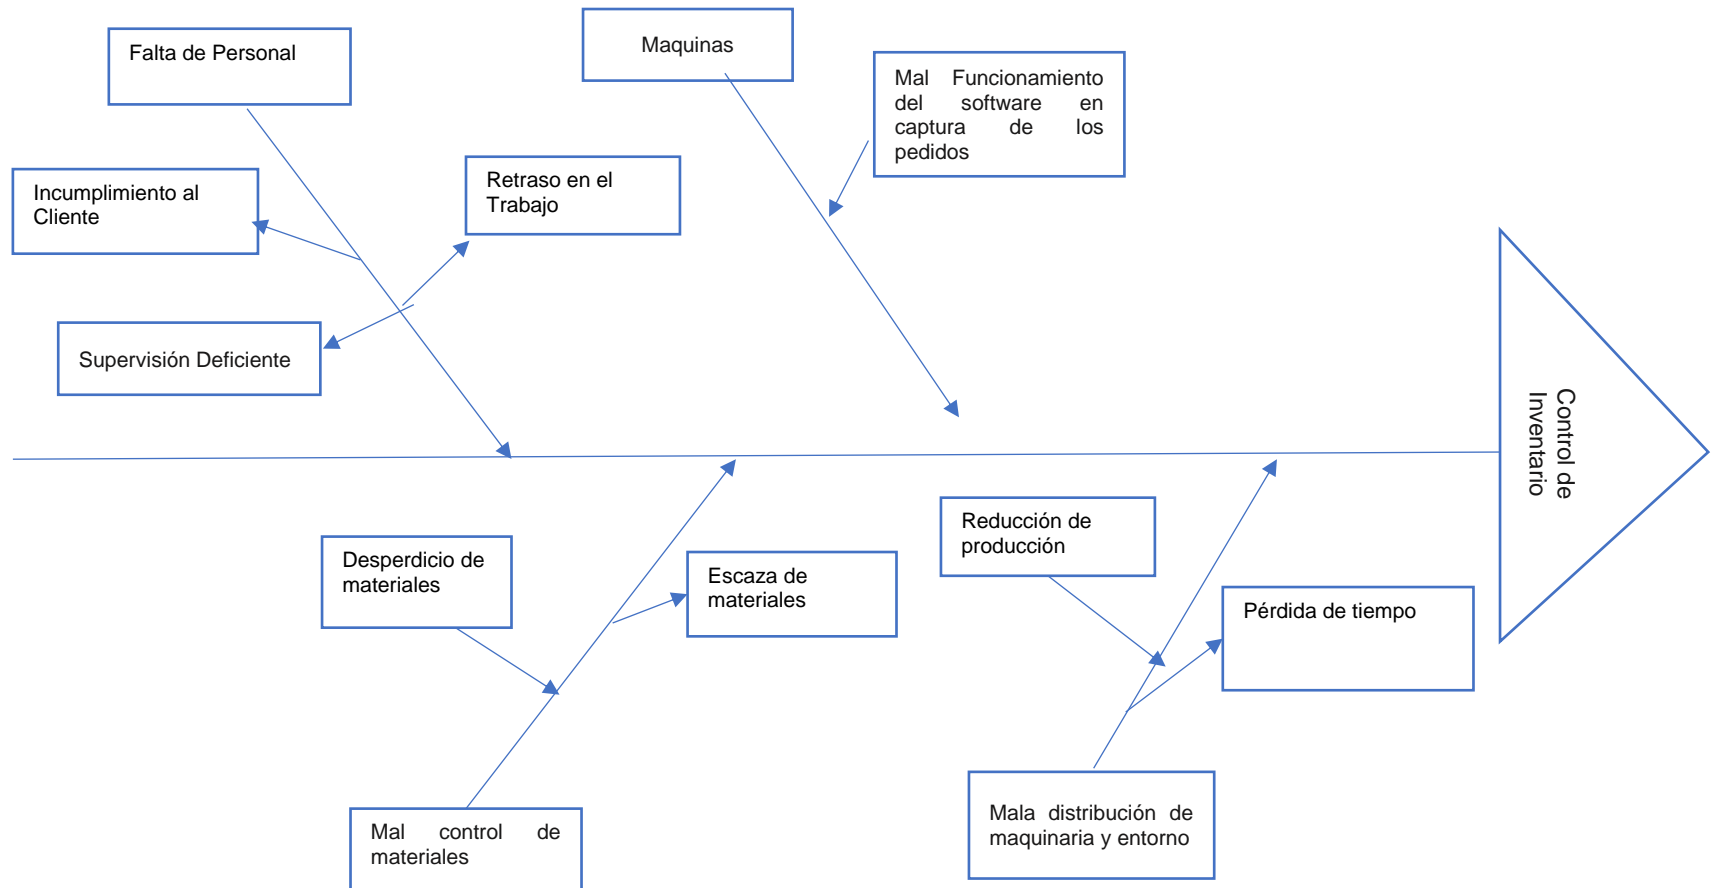 Falta de Personal
Maquinas
Mal Funcionamiento
del software en
captura de los
pedidos
Incumplimiento al
Cliente
Retraso en el
Trabajo
Supervisión Deficiente
Control de
Inventario
Desperdicio de
materiales
Escaza de
materiales
Reducción de
producción
Pérdida de tiempo
Mal control de
materiales
Mala distribución de
maquinaria y entorno